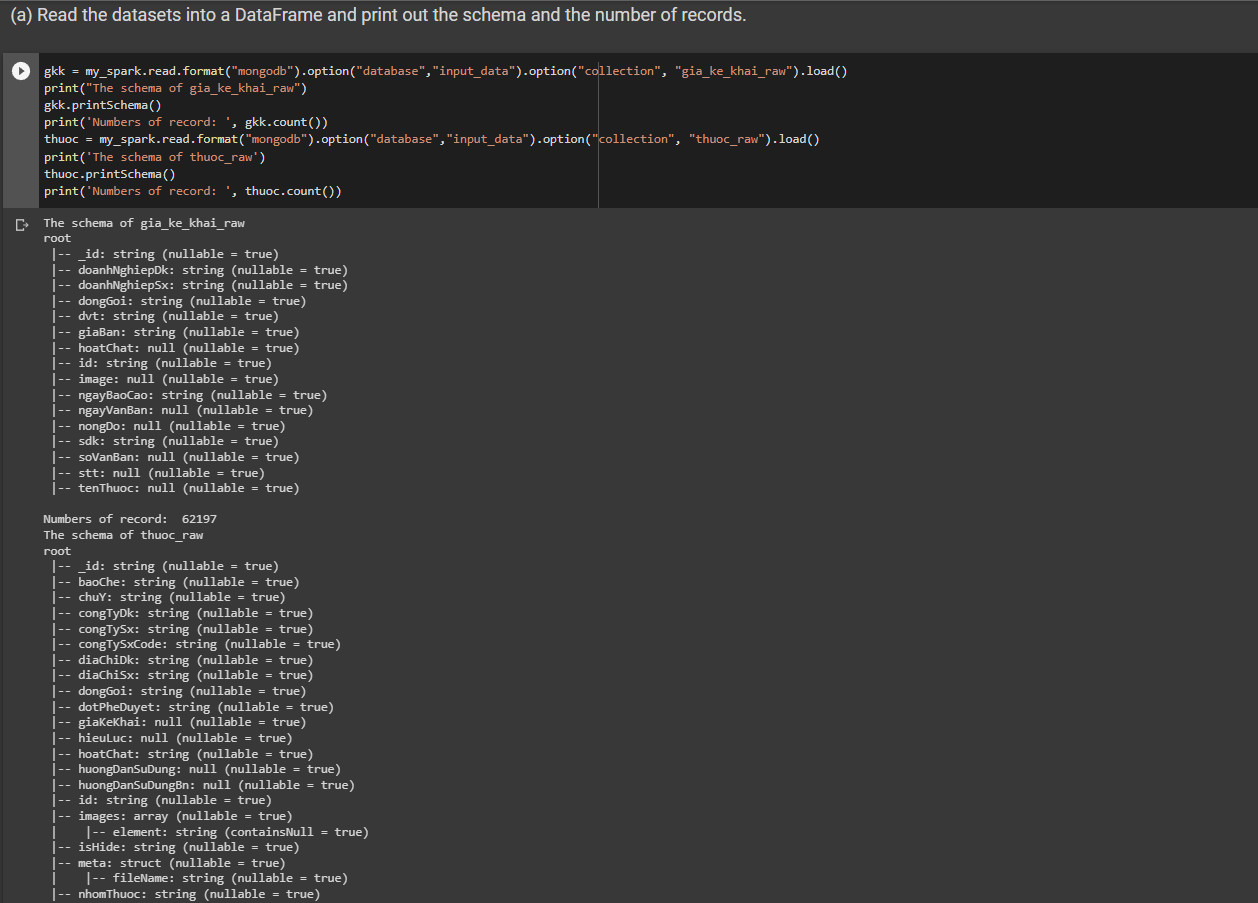 (a) Read the datasets into a DataFrame and print out the schema and the number of records.
gkk = my_spark.read.format("mongodb").option("database","input_data").option("collection", "gia_ke_khai_raw").load()
print("The schema of gia_ke_khai_raw")
gkk.printSchema()
print('Numbers of record: ', gkk.count())
thuoc = my_spark.read.format("mongodb").option("database","input_data").option("collection", "thuoc_raw").load()
print('The schema of thuoc_raw')
thuoc.printSchema()
print('Numbers of record: ', thuoc.count())
The schema of gia_ke_khai_raw
root
 |-- _id: string (nullable = true)
 |-- doanhNghiepDk: string (nullable = true)
 |-- doanhNghiepSx: string (nullable = true)
 |-- dongGoi: string (nullable = true)
 |-- dvt: string (nullable = true)
 |-- giaBan: string (nullable = true)
 |-- hoatChat: null (nullable = true)
 |-- id: string (nullable = true)
 |-- image: null (nullable = true)
 |-- ngayBaoCao: string (nullable = true)
 |-- ngayVanBan: null (nullable = true)
 |-- nongDo: null (nullable = true)
 |-- sdk: string (nullable = true)
 |-- soVanBan: null (nullable = true)
 |-- stt: null (nullable = true)
 |-- tenThuoc: null (nullable = true)
Numbers of record:  62197
The schema of thuoc_raw
root
 |-- _id: string (nullable = true)
 |-- baoChe: string (nullable = true)
 |-- chuY: string (nullable = true)
 |-- congTyDk: string (nullable = true)
 |-- congTySx: string (nullable = true)
 |-- congTySxCode: string (nullable = true)
 |-- diaChiDk: string (nullable = true)
 |-- diaChiSx: string (nullable = true)
 |-- dongGoi: string (nullable = true)
 |-- dotPheDuyet: string (nullable = true)
 |-- giaKeKhai: null (nullable = true)
 |-- hieuLuc: null (nullable = true)
 |-- hoatChat: string (nullable = true)
 |-- huongDanSuDung: null (nullable = true)
 |-- huongDanSuDungBn: null (nullable = true)
 |-- id: string (nullable = true)
 |-- images: array (nullable = true)
 |    |-- element: string (containsNull = true)
 |-- isHide: string (nullable = true)
 |-- meta: struct (nullable = true)
 |    |-- fileName: string (nullable = true)
 |-- nhomThuoc: string (nullable = true)